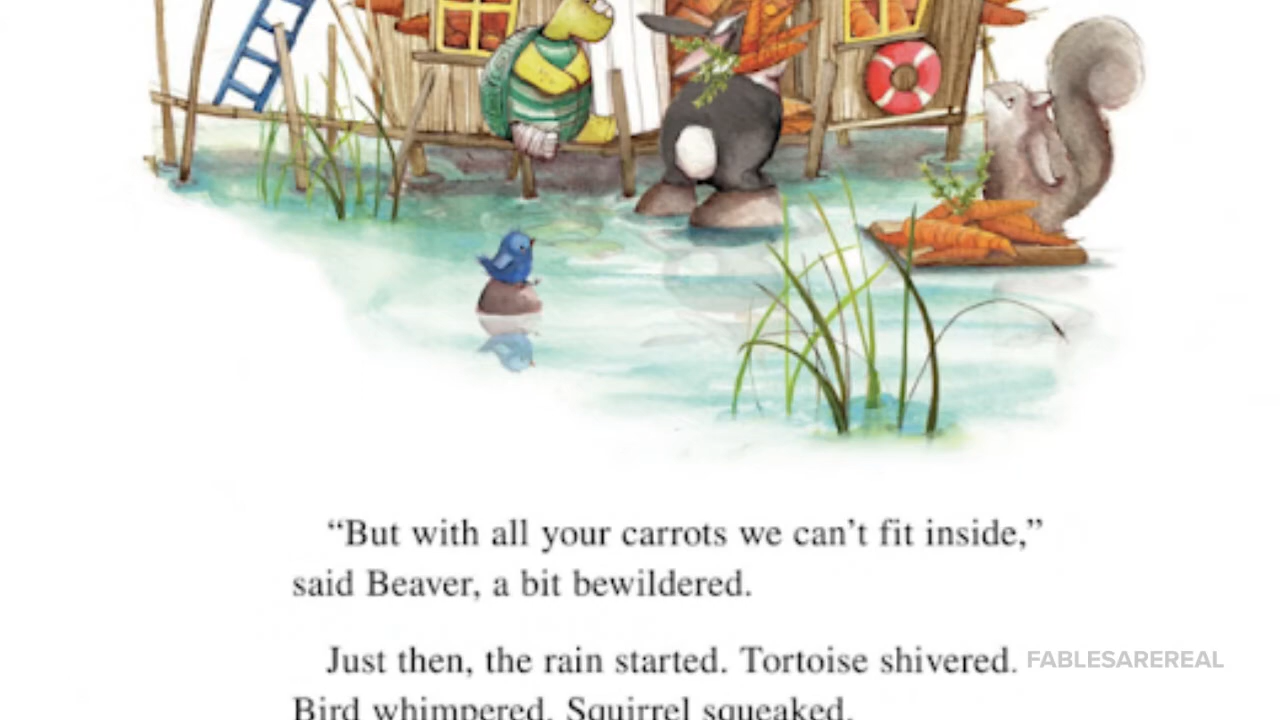 “But with all your carrots we can’t fit inside,”
said Beaver, a bit bewildered.
Just then, the rain started. Tortoise shivered.
FABLESAREREAL
Bird whimpered. Squirrel squeaked.